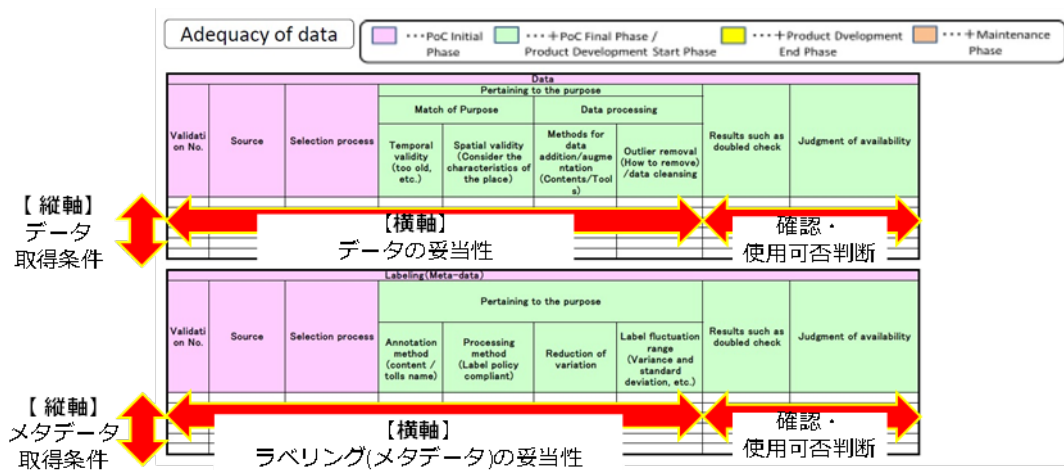 Adequacy of data
･･･PoC Initial
Phase
･･･＋PoC Final Phase /
Product Development Start Phase
･･･＋Product Dvelopment
End Phase
･･･＋Maintenance
Phase
Data
Pertaining to the purpose
Match of Purpose
Data processing
Validati
on No.
Source
Selection process
Temporal
validity
(too old,
etc.)
Spatial validity
(Consider the
characteristics of
the place)
Methods for
data
addition/augme
ntation
(Contents/Tool
s)
Outlier removal
(How to remove)
/data cleansing
Results such as
doubled check
Judgment of availability
【縦軸】
データ
取得条件
【横軸】
データの妥当性
確認・
使用可否判断
Labeling(Meta-data)
Pertaining to the purpose
Validati
on No.
Source
Selection process
Annotation
method
(content /
tolls name)
Processing
method
(Label policy
compliant)
Reduction of
variation
Label fluctuation
range
(Variance and
standard
deviation, etc.)
Results such as
doubled check
Judgment of availability
【縦軸】
メタデータ
取得条件
【横軸】
ラベリング(メタデータ)の妥当性
確認・
使用可否判断